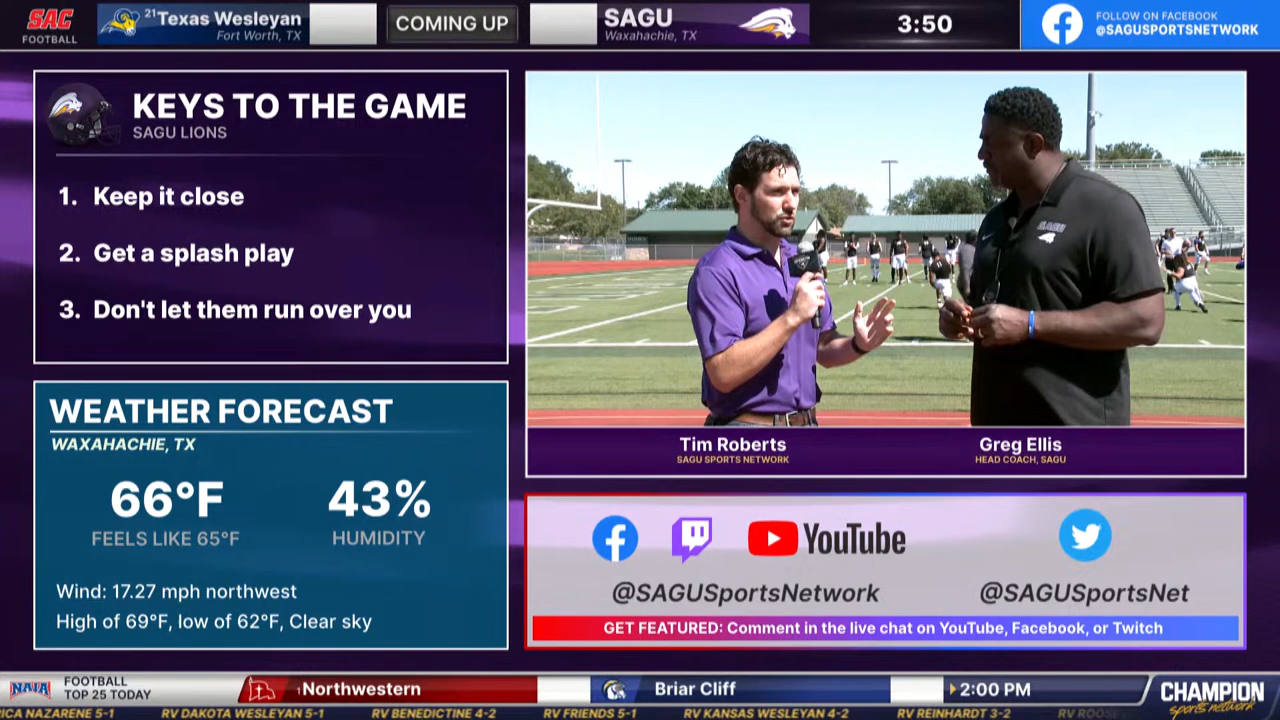 SAC
FOOTBALL
21 Texas Wesleyan
Fort Worth, TX
COMING UP
SAGU
Waxahachie, TX
3:50
FOLLOW ON FACEBOOK
@SAGUSPORTSNETWORK
KEYS TO THE GAME
SAGU LIONS
1. Keep it close
2. Get a splash play
3. Don't let them run over you
WEATHER FORECAST
WAXAHACHIE, TX
66°F
FEELS LIKE 65°F
43%
HUMIDITY
Wind: 17.27 mph northwest
High of 69°F, low of 62°F, Clear sky
SAGU
Tim Roberts
SAGU SPORTS NETWORK
Greg Ellis
HEAD COACH, SAGU
YouTube
@SAGUSportsNetwork
@SAGUSportsNet
GET FEATURED: Comment in the live chat on YouTube, Facebook, or Twitch
NAIA
FOOTBALL
TOP 25 TODAY
1 Northwestern
Briar Cliff
2:00 PM
CHAMPION
sports network
ICA NAZARENE 5-1 RV DAKOTA WESLEYAN 5-1 RV BENEDICTINE 4-2 RV FRIENDS 5-1 RV KANSAS WESLEYAN 4-2 RV REINHARDT 3-2 RV